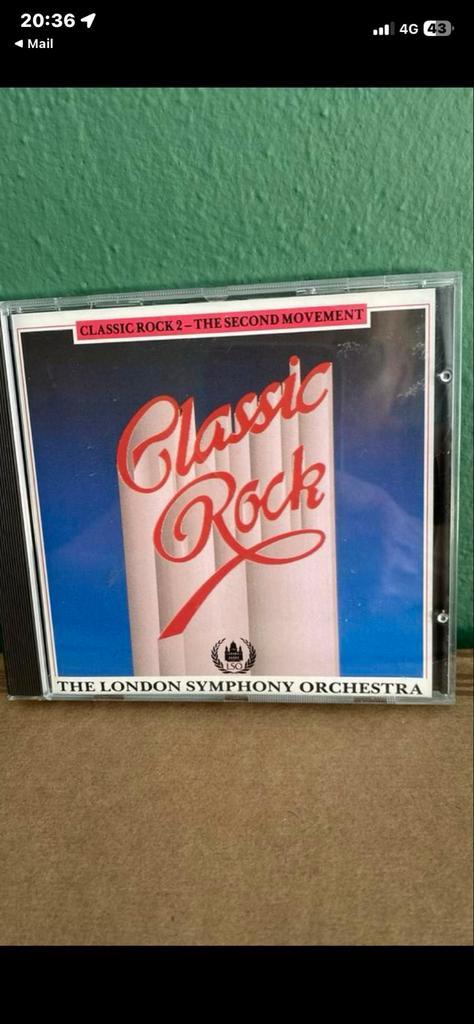 20:36
4G 43
◄ Mail
CLASSIC ROCK 2 – THE SECOND MOVEMENT
Classic
Rock
LSO
THE LONDON SYMPHONY ORCHESTRA